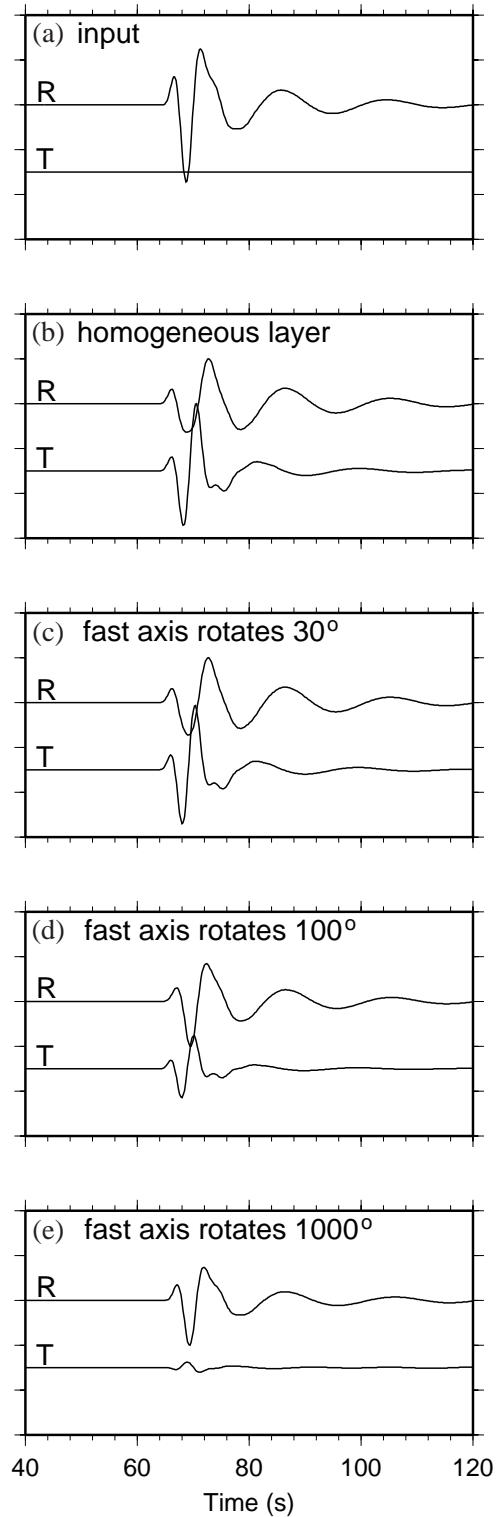 (a) input
R
T
(b) homogeneous layer
R
T
(c) fast axis rotates 30°
R
T
(d) fast axis rotates 100°
R
T
(e) fast axis rotates 1000°
R
T
40 60 80 100 120
Time (s)